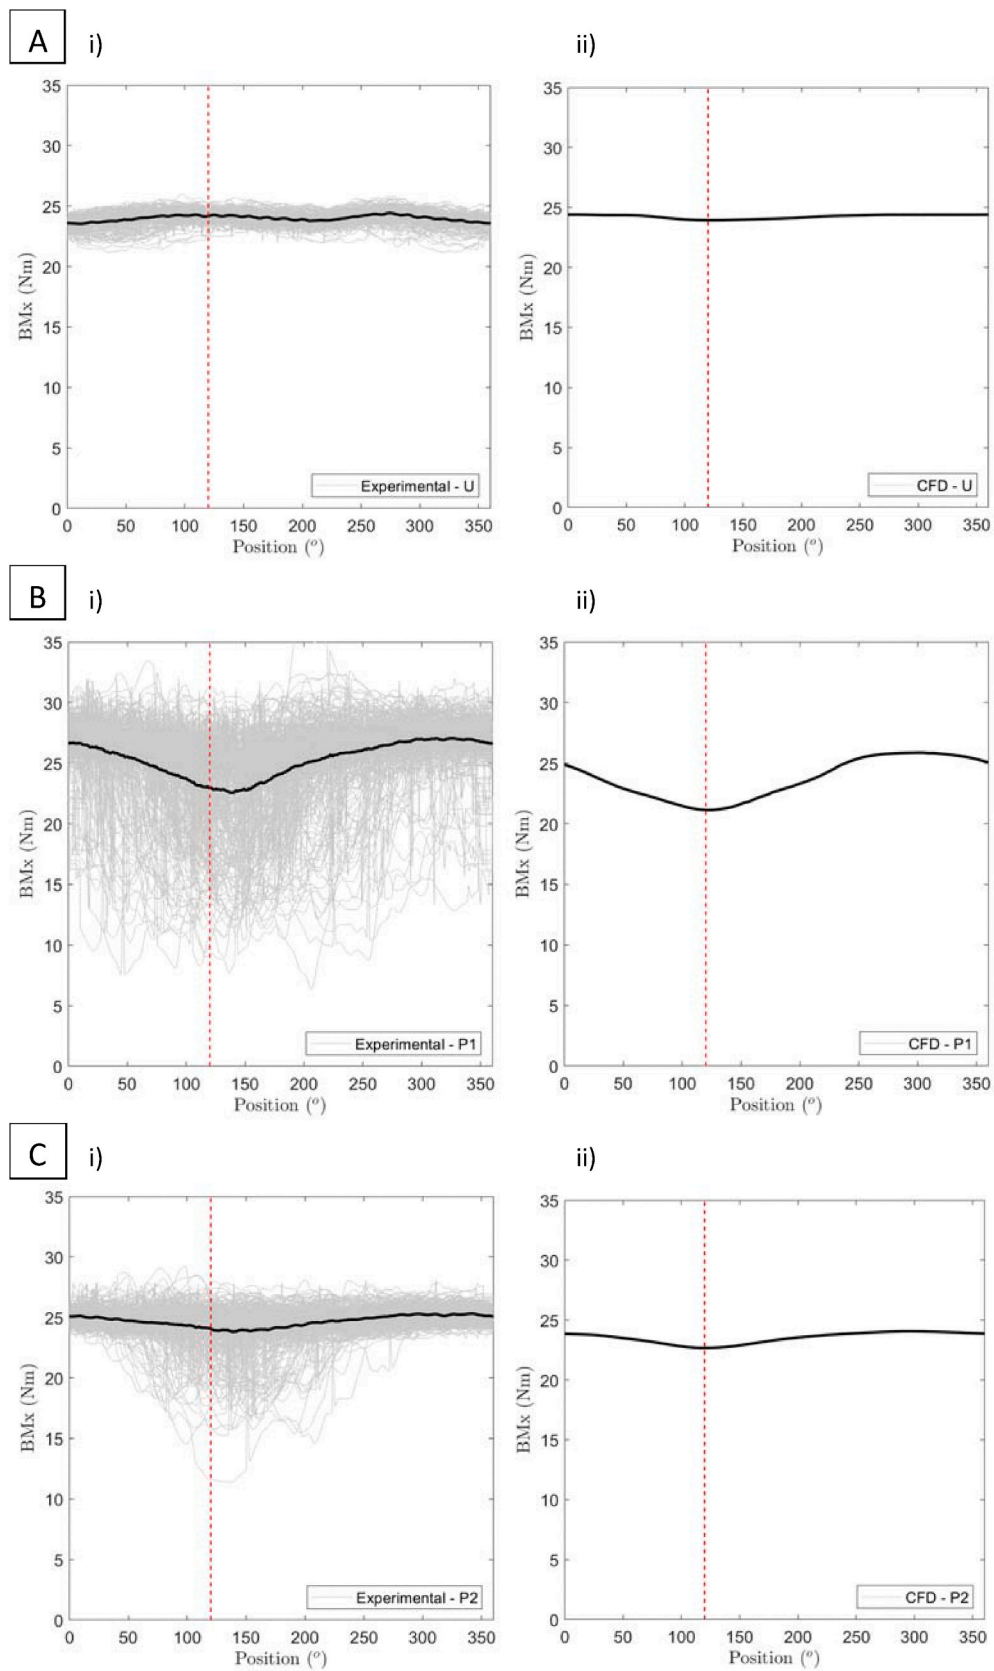 A i) ii)
35 35
30 30
25 25
20 20
15 15
10 10
5 5
0 0
BMx (Nm) BMx (Nm)
Experimental - U CFD - U
0 50 100 150 200 250 300 350 0 50 100 150 200 250 300 350
Position (°) Position (°)
B i) ii)
35 35
30 30
25 25
20 20
15 15
10 10
5 5
0 0
BMx (Nm) BMx (Nm)
Experimental - P1 CFD - P1
0 50 100 150 200 250 300 350 0 50 100 150 200 250 300 350
Position (°) Position (°)
C i) ii)
35 35
30 30
25 25
20 20
15 15
10 10
5 5
0 0
BMx (Nm) BMx (Nm)
Experimental - P2 CFD - P2
0 50 100 150 200 250 300 350 0 50 100 150 200 250 300 350
Position (°) Position (°)